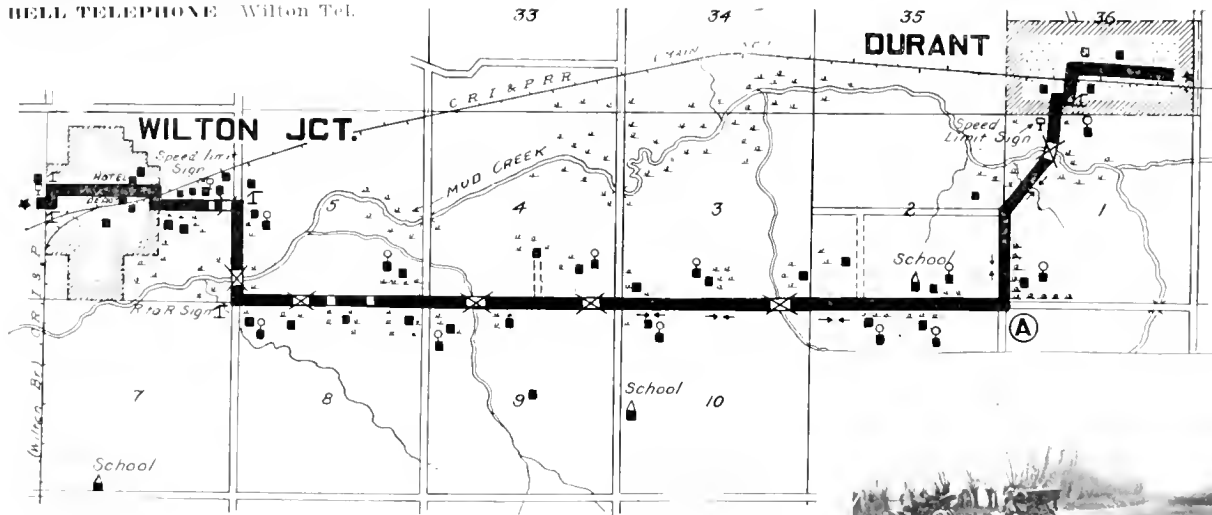 BELL TELEPHONE Wilton Tel.
33
34
35
36
DURANT
C R I & P R R
(MAIN
WILTON JCT.
Speed limit
Sign
Speed
Limit Sign
HOTEL
MUD CREEK
5
4
3
2
1
School
R to R Sign
A
7
8
9
10
School
School